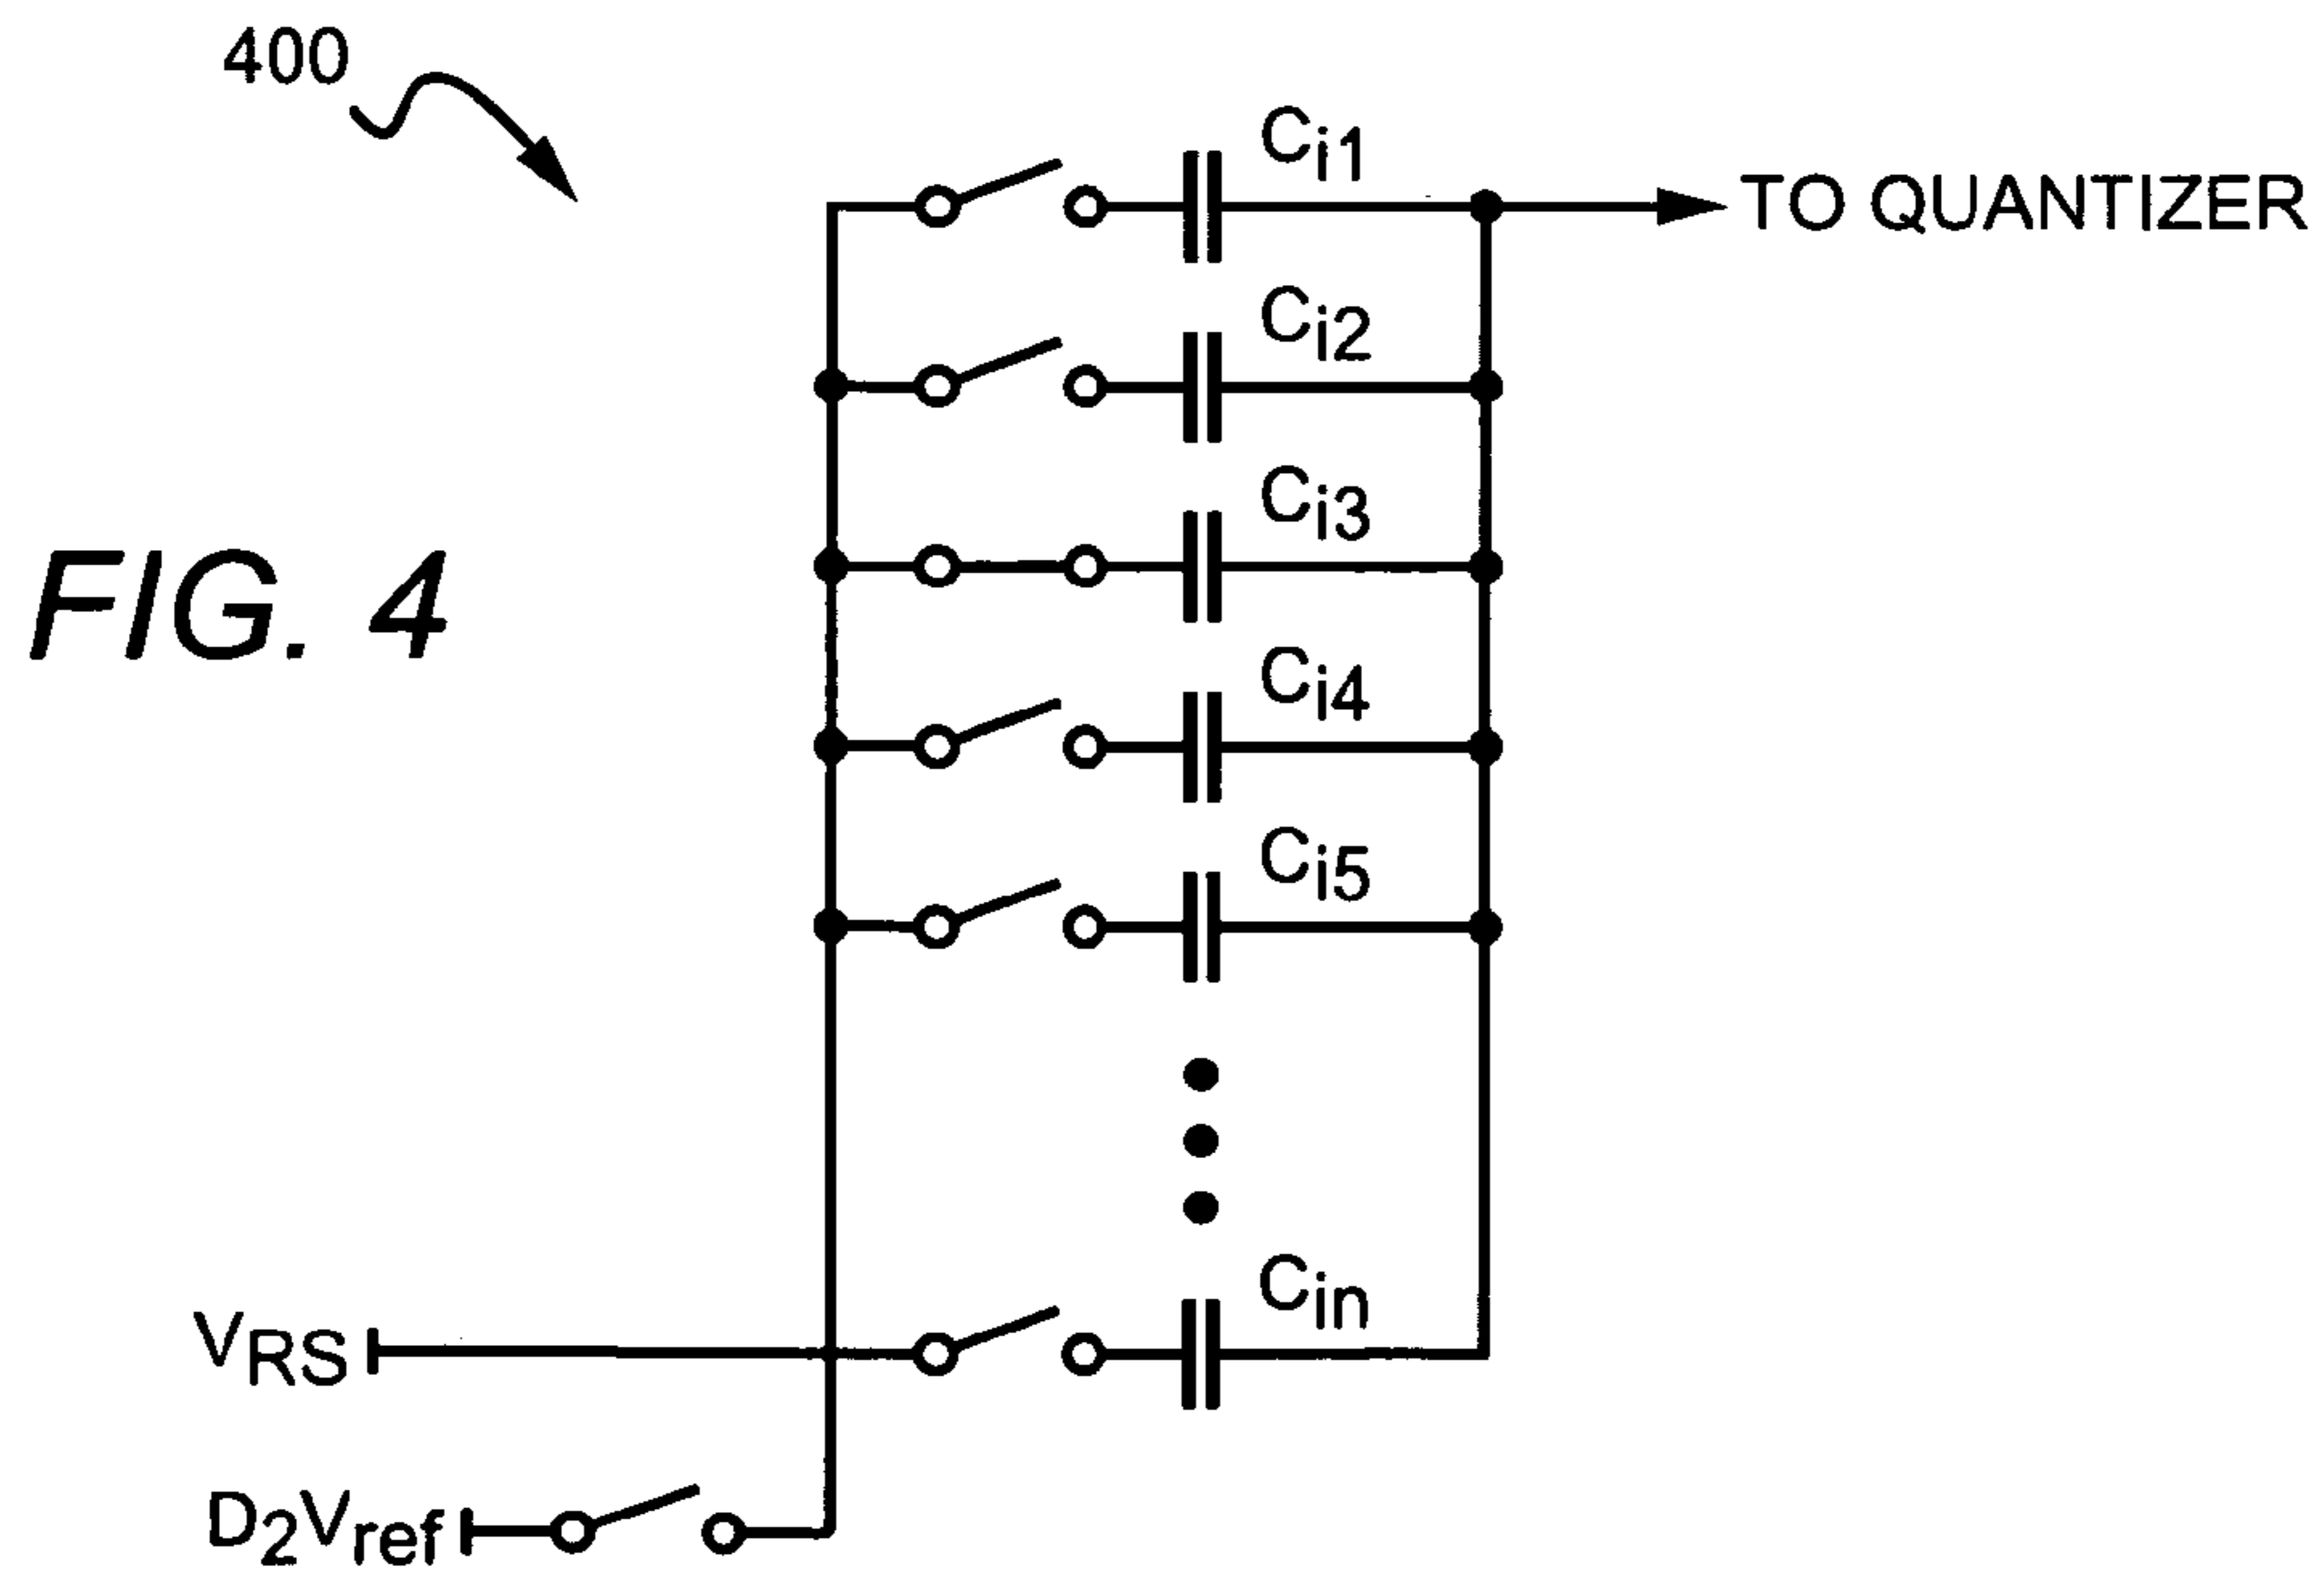 400
Ci1
TO QUANTIZER
Ci2
Ci3
FIG. 4
Ci4
Ci5
Cin
VRS
D2Vref